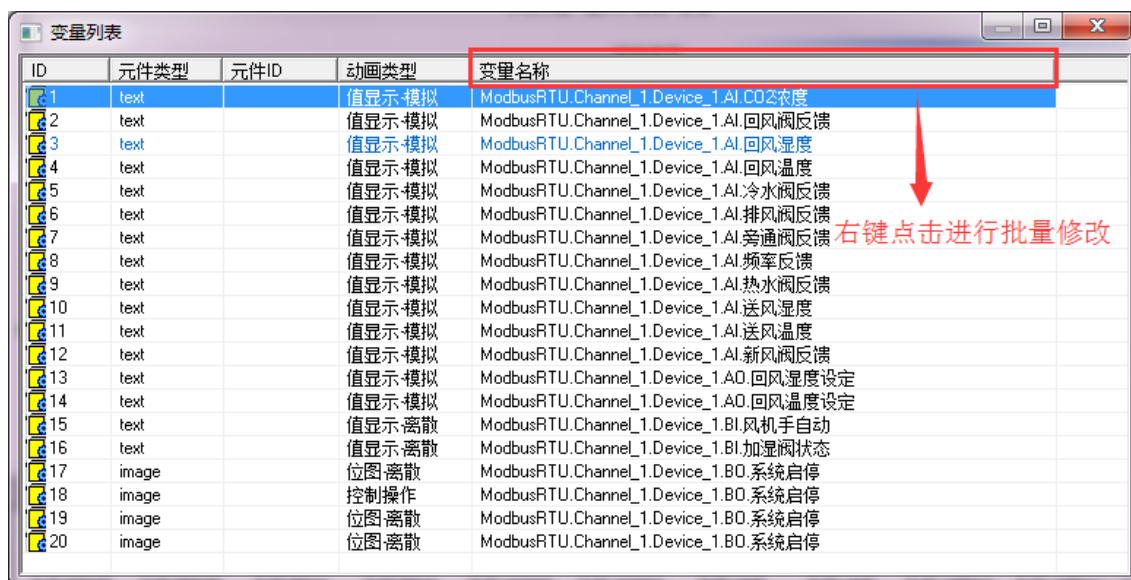 变量列表
ID 元件类型 元件ID 动画类型 变量名称
1 text 值显示-模拟 ModbusRTU.Channel_1.Device_1.AI.CO2浓度
2 text 值显示-模拟 ModbusRTU.Channel_1.Device_1.AI.回风阀反馈
3 text 值显示-模拟 ModbusRTU.Channel_1.Device_1.AI.回风湿度
4 text 值显示-模拟 ModbusRTU.Channel_1.Device_1.AI.回风温度
5 text 值显示-模拟 ModbusRTU.Channel_1.Device_1.AI.冷水阀反馈
6 text 值显示-模拟 ModbusRTU.Channel_1.Device_1.AI.排风阀反馈
7 text 值显示-模拟 ModbusRTU.Channel_1.Device_1.AI.旁通阀反馈
右键点击进行批量修改
8 text 值显示-模拟 ModbusRTU.Channel_1.Device_1.AI.频率反馈
9 text 值显示-模拟 ModbusRTU.Channel_1.Device_1.AI.热水阀反馈
10 text 值显示-模拟 ModbusRTU.Channel_1.Device_1.AI.送风湿度
11 text 值显示-模拟 ModbusRTU.Channel_1.Device_1.AI.送风温度
12 text 值显示-模拟 ModbusRTU.Channel_1.Device_1.AI.新风阀反馈
13 text 值显示-模拟 ModbusRTU.Channel_1.Device_1.AO.回风湿度设定
14 text 值显示-模拟 ModbusRTU.Channel_1.Device_1.AO.回风温度设定
15 text 值显示-离散 ModbusRTU.Channel_1.Device_1.BI.风机手自动
16 text 值显示-离散 ModbusRTU.Channel_1.Device_1.BI.加湿阀状态
17 image 位图-离散 ModbusRTU.Channel_1.Device_1.BO.系统启停
18 image 控制操作 ModbusRTU.Channel_1.Device_1.BO.系统启停
19 image 位图-离散 ModbusRTU.Channel_1.Device_1.BO.系统启停
20 image 位图-离散 ModbusRTU.Channel_1.Device_1.BO.系统启停